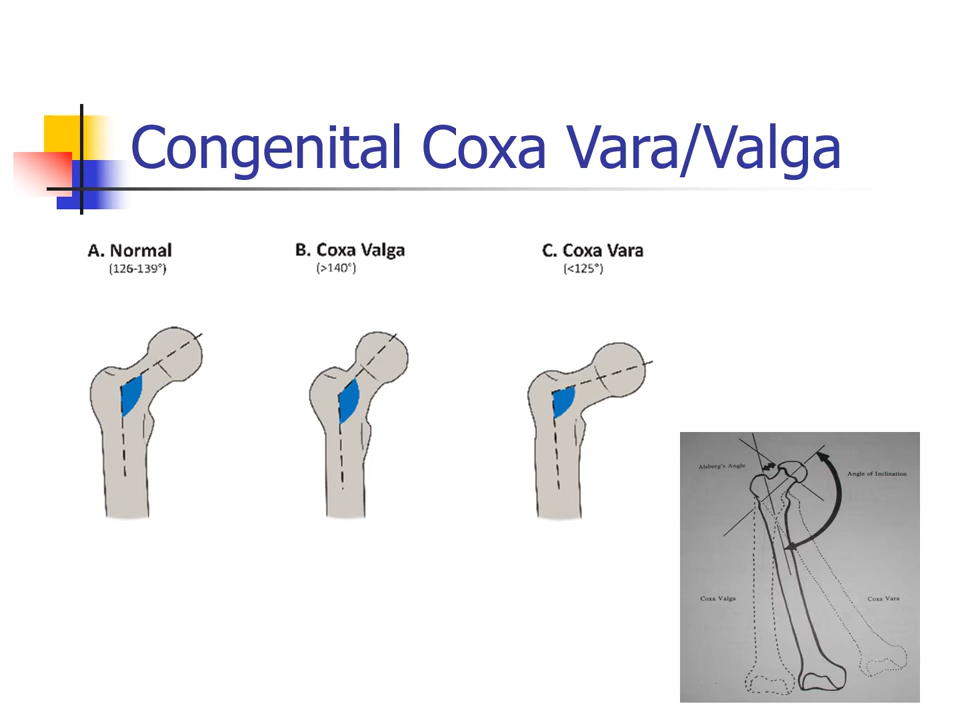 Congenital Coxa Vara/Valga
A. Normal
(126-139°)
B. Coxa Valga
(>140°)
C. Coxa Vara
(<125°)
Alsberg's Angle
Angle of Inclination
Coxa Valga
Coxa Vara